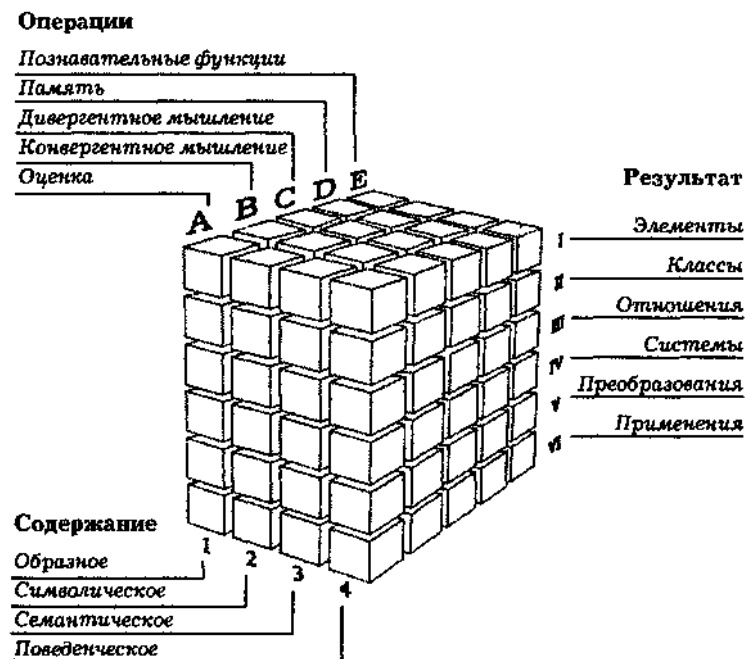 Операции
Познавательные функции
Память
Дивергентное мышление
Конвергентное мышление
Оценка
A B C D E
Результат
I Элементы
II Классы
III Отношения
IV Системы
V Преобразования
VI Применения
Содержание
Образное
Символическое
Семантическое
Поведенческое
1 2 3 4